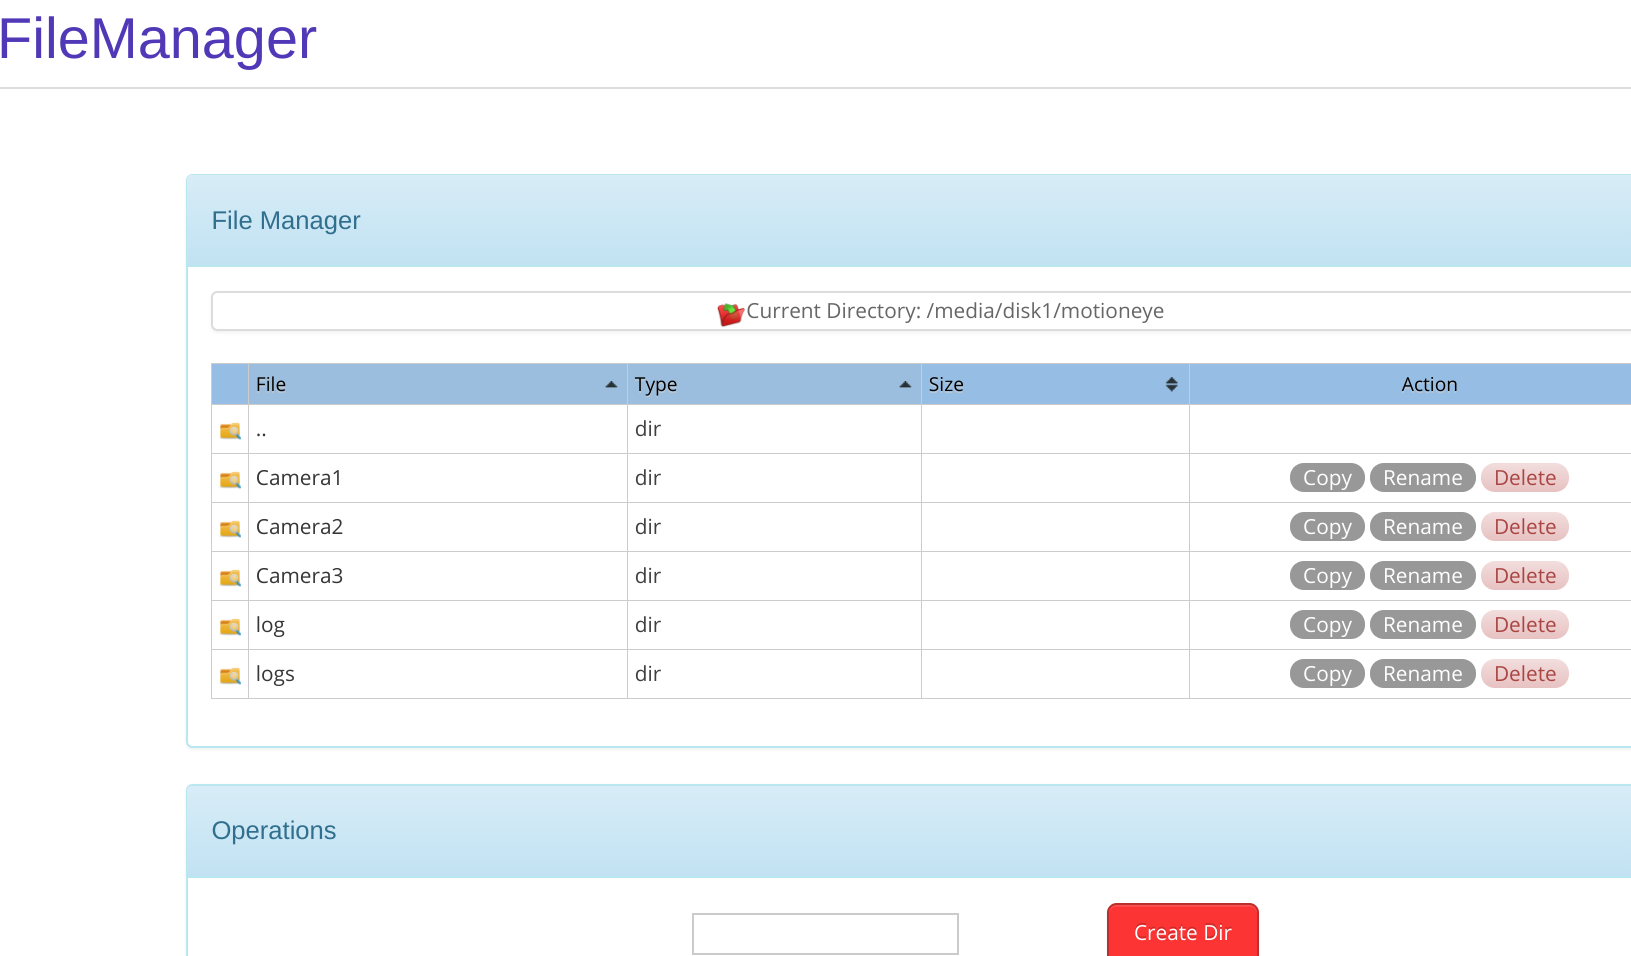 FileManager
File Manager
Current Directory: /media/disk1/motioneye
File Type Size Action
.. dir
Camera1 dir Copy Rename Delete
Camera2 dir Copy Rename Delete
Camera3 dir Copy Rename Delete
log dir Copy Rename Delete
logs dir Copy Rename Delete
Operations
Create Dir